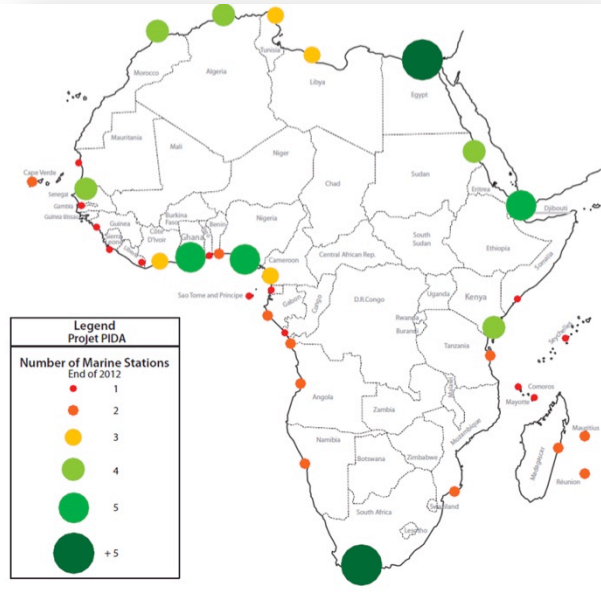 Tunisia
Morocco
Algeria
Libya
Egypt
Mauritania
Mali
Niger
Cape Verde
Senegal
Gambia
Guinea Bissau
Chad
Sudan
Eritrea
Djibouti
Guinea
Sierra
Leone
Côte
D'Ivoire
Burkina
Faso
Ghana
Benin
Nigeria
South
Sudan
Ethiopia
Somalia
Cameroon
Central African Rep.
Sao Tome and Principe
Gabon
Congo
D.R.Congo
Uganda
Kenya
Rwanda
Burundi
Tanzania
Seychelles
Comoros
Mayotte
Angola
Zambia
Malawi
Mozambique
Namibia
Botswana
Zimbabwe
Madagascar
Mauritius
Réunion
South Africa
Swaziland
Lesotho
Legend
Projet PIDA
Number of Marine Stations
End of 2012
1
2
3
4
5
+ 5